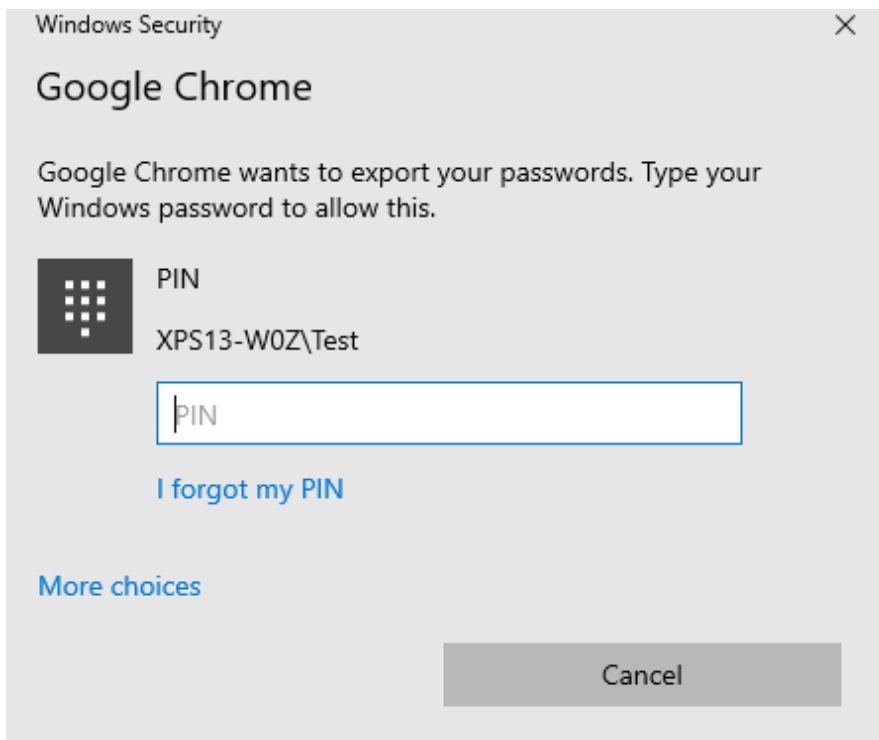 Windows Security
Google Chrome
Google Chrome wants to export your passwords. Type your
Windows password to allow this.
PIN
XPS13-W0Z\Test
PIN
I forgot my PIN
More choices
Cancel